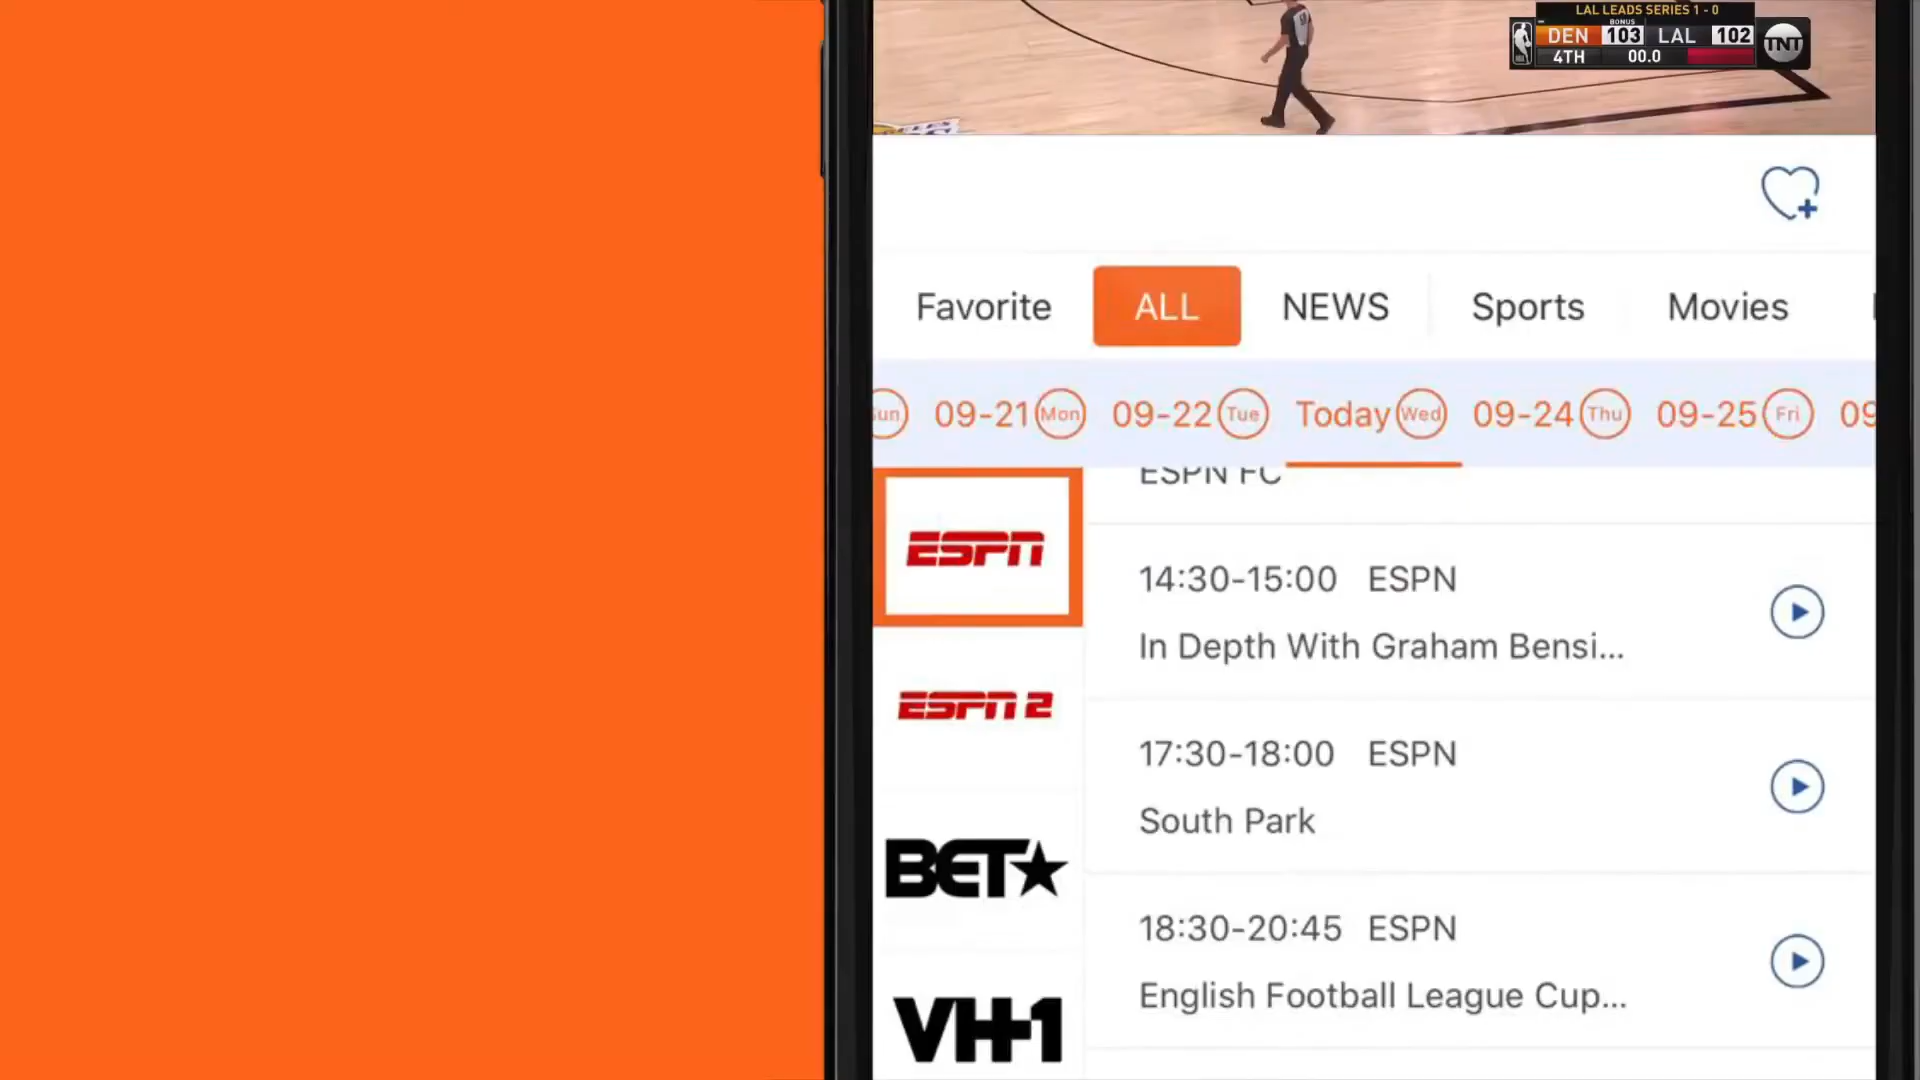 LAL LEADS SERIES 1 - 0
BONUS
DEN 103 LAL 102
4TH 00.0
TNT
Favorite ALL NEWS Sports Movies
Sun 09-21 Mon 09-22 Tue Today Wed 09-24 Thu 09-25 Fri 09
ESPN FC
ESPN
14:30-15:00 ESPN
In Depth With Graham Bensi...
ESPN 2
17:30-18:00 ESPN
South Park
BET
18:30-20:45 ESPN
English Football League Cup...
VH1